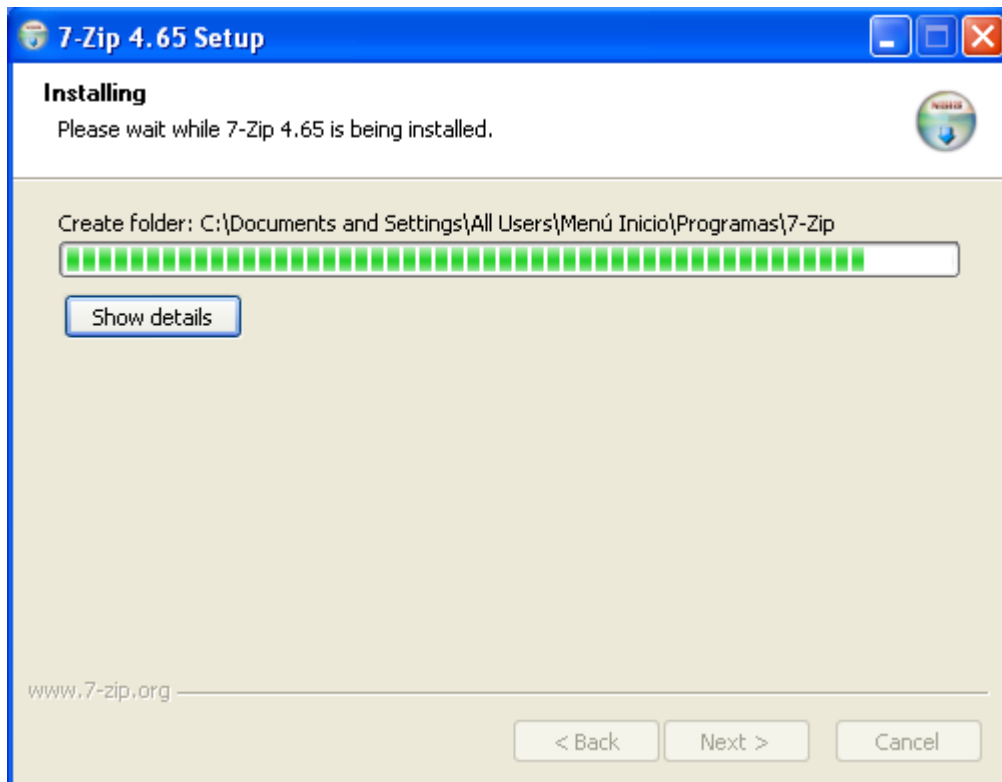 7-Zip 4.65 Setup
Installing
Please wait while 7-Zip 4.65 is being installed.
Create folder: C:\Documents and Settings\All Users\Menú Inicio\Programas\7-Zip
Show details
www.7-zip.org
< Back Next > Cancel